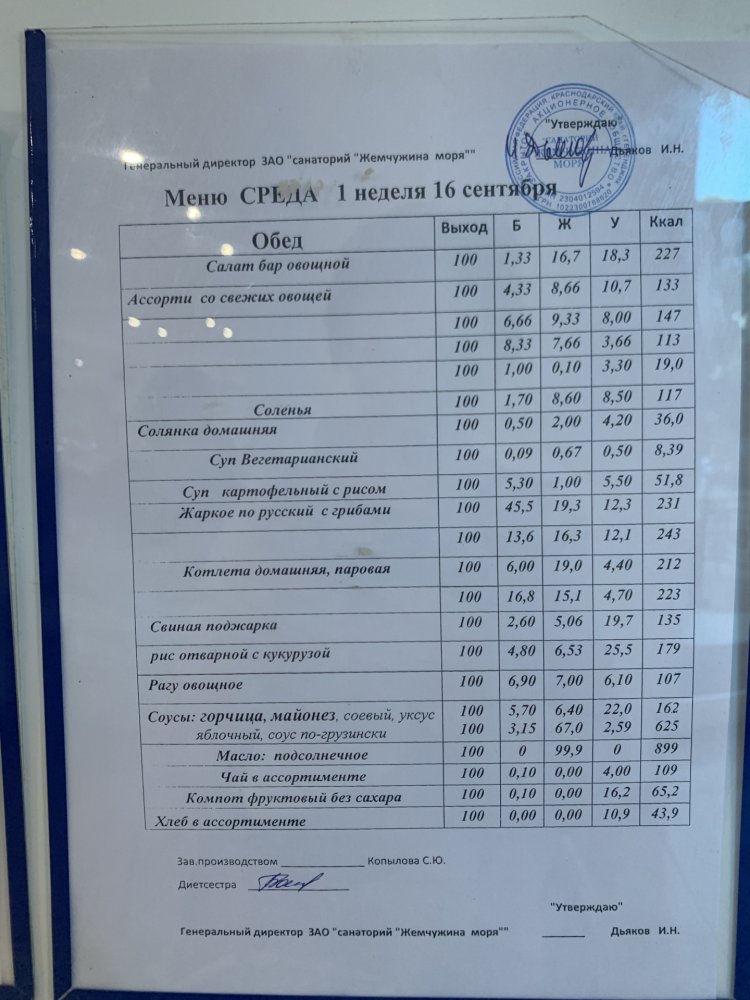 "Утверждаю
Генеральный директор ЗАО "санаторий "Жемчужина моря"" Дьяков И.Н.
Меню СРЕДА 1 неделя 16 сентября
Обед Выход Б Ж У Ккал
Салат бар овощной 100 1,33 16,7 18,3 227
Ассорти со свежих овощей 100 4,33 8,66 10,7 133
100 6,66 9,33 8,00 147
100 8,33 7,66 3,66 113
100 1,00 0,10 3,30 19,0
Соленья 100 1,70 8,60 8,50 117
Солянка домашняя 100 0,50 2,00 4,20 36,0
Суп Вегетарианский 100 0,09 0,67 0,50 8,39
Суп картофельный с рисом 100 5,30 1,00 5,50 51,8
Жаркое по русский с грибами 100 45,5 19,3 12,3 231
100 13,6 16,3 12,1 243
Котлета домашняя, паровая 100 6,00 19,0 4,40 212
100 16,8 15,1 4,70 223
Свиная поджарка 100 2,60 5,06 19,7 135
рис отварной с кукурузой 100 4,80 6,53 25,5 179
Рагу овощное 100 6,90 7,00 6,10 107
Соусы: горчица, майонез, соевый, уксус 100 5,70 6,40 22,0 162
яблочный, соус по-грузински 100 3,15 67,0 2,59 625
Масло: подсолнечное 100 0 99,9 0 899
Чай в ассортименте 100 0,10 0,00 4,00 109
Компот фруктовый без сахара 100 0,10 0,00 16,2 65,2
Хлеб в ассортименте 100 0,00 0,00 10,9 43,9
Зав.производством ______________ Копылова С.Ю.
Диетсестра
"Утверждаю"
Генеральный директор ЗАО "санаторий "Жемчужина моря"" _______ Дьяков И.Н.